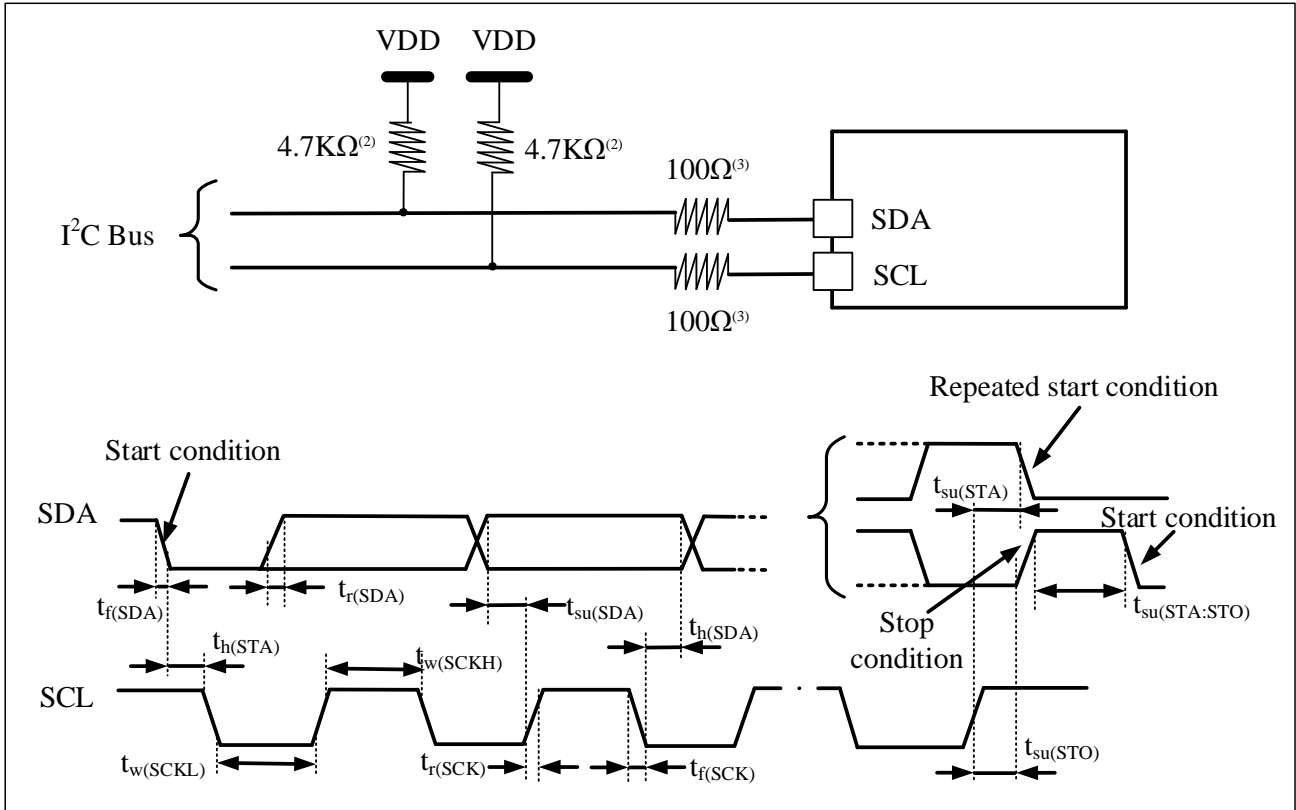 VDD VDD
4.7KΩ(2) 4.7KΩ(2)
100Ω(3)
SDA
I2C Bus
SCL
100Ω(3)
Repeated start condition
Start condition
tsu(STA)
SDA
Start condition
tf(SDA)
tr(SDA)
tsu(SDA)
th(SDA)
Stop
condition
tsu(STA:STO)
th(STA)
tw(SCKH)
SCL
tw(SCKL)
tr(SCK)
tf(SCK)
tsu(STO)